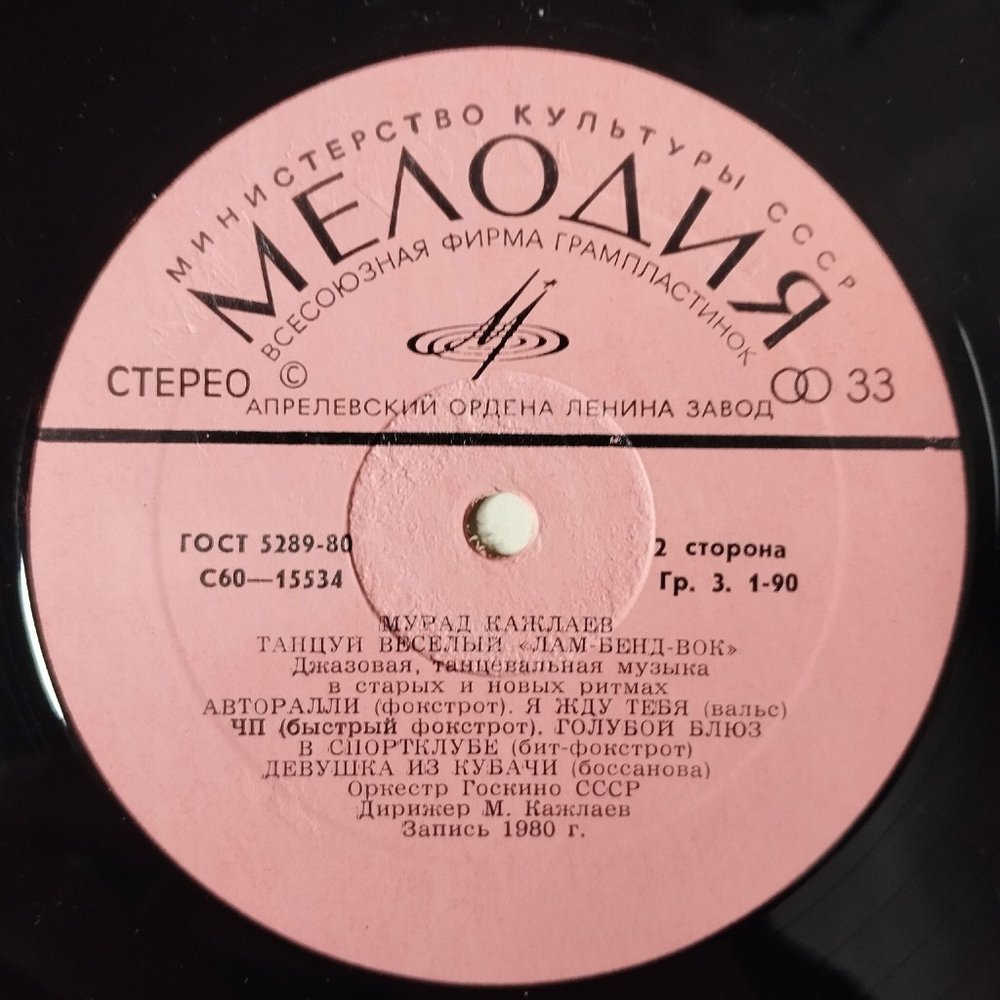 МИНИСТЕРСТВО КУЛЬТУРЫ СССР
МЕЛОДИЯ
ВСЕСОЮЗНАЯ ФИРМА ГРАМПЛАСТИНОК
СТЕРЕО © 33
АПРЕЛЕВСКИЙ ОРДЕНА ЛЕНИНА ЗАВОД
ГОСТ 5289-80 2 сторона
С60—15534 Гр. 3. 1-90
МУРАД КАЖЛАЕВ
ТАНЦУЙ ВЕСЕЛЫЙ «ЛАМ-БЕНД-ВОК»
Джазовая, танцевальная музыка
в старых и новых ритмах
АВТОРАЛЛИ (фокстрот). Я ЖДУ ТЕБЯ (вальс)
ЧП (быстрый фокстрот). ГОЛУБОЙ БЛЮЗ
В СПОРТКЛУБЕ (бит-фокстрот)
ДЕВУШКА ИЗ КУБАЧИ (боссанова)
Оркестр Госкино СССР
Дирижер М. Кажлаев
Запись 1980 г.